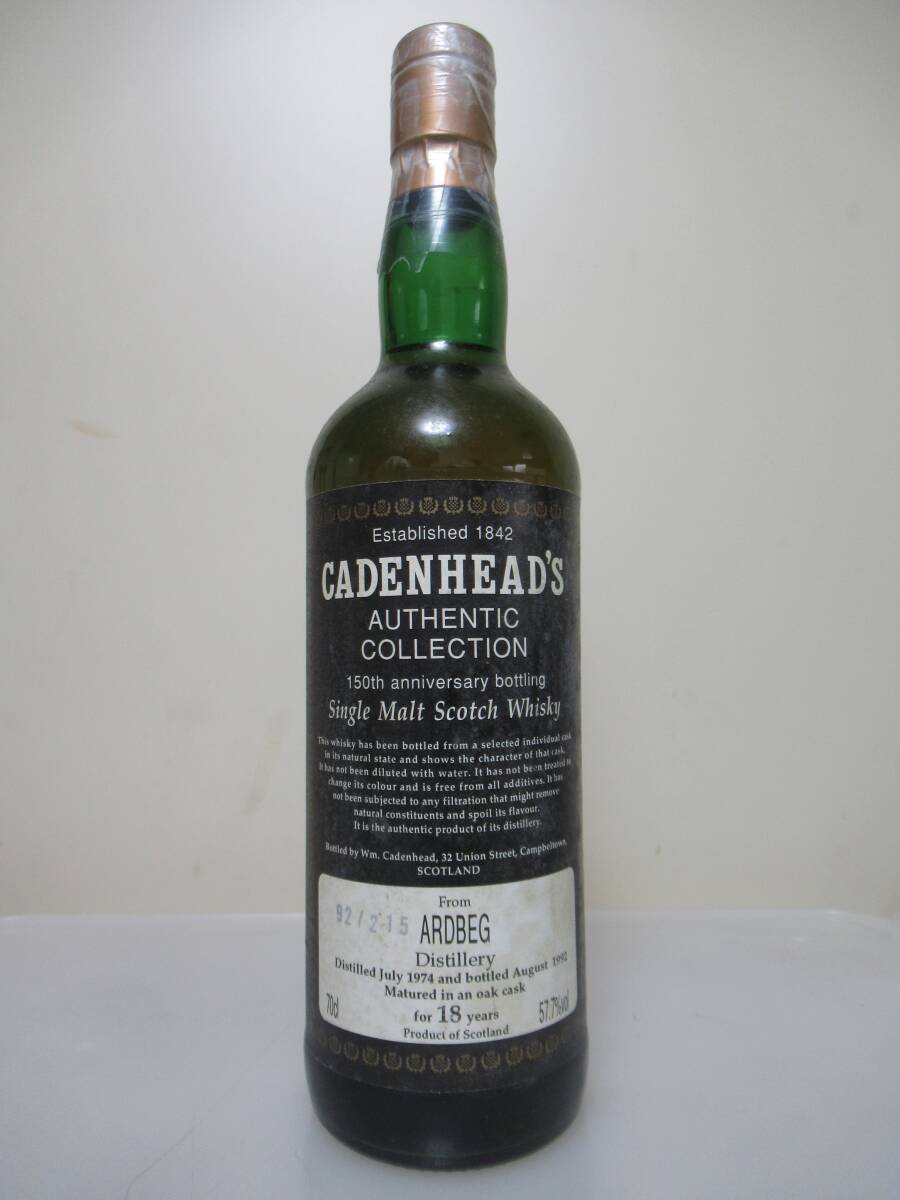 Established 1842
CADENHEAD'S
AUTHENTIC
COLLECTION
150th anniversary bottling
Single Malt Scotch Whisky
This whisky has been bottled from a selected individual cask
in its natural state and shows the character of that cask.
It has not been diluted with water. It has not been treated to
change its colour and is free from all additives. It has
not been subjected to any filtration that might remove
natural constituents and spoil its flavour.
It is the authentic product of its distillery.
Bottled by Wm. Cadenhead, 32 Union Street, Campbeltown,
SCOTLAND
From
92/215
ARDBEG
Distillery
Distilled July 1974 and bottled August 1992
Matured in an oak cask
for 18 years
70cl
57.7%vol
Product of Scotland